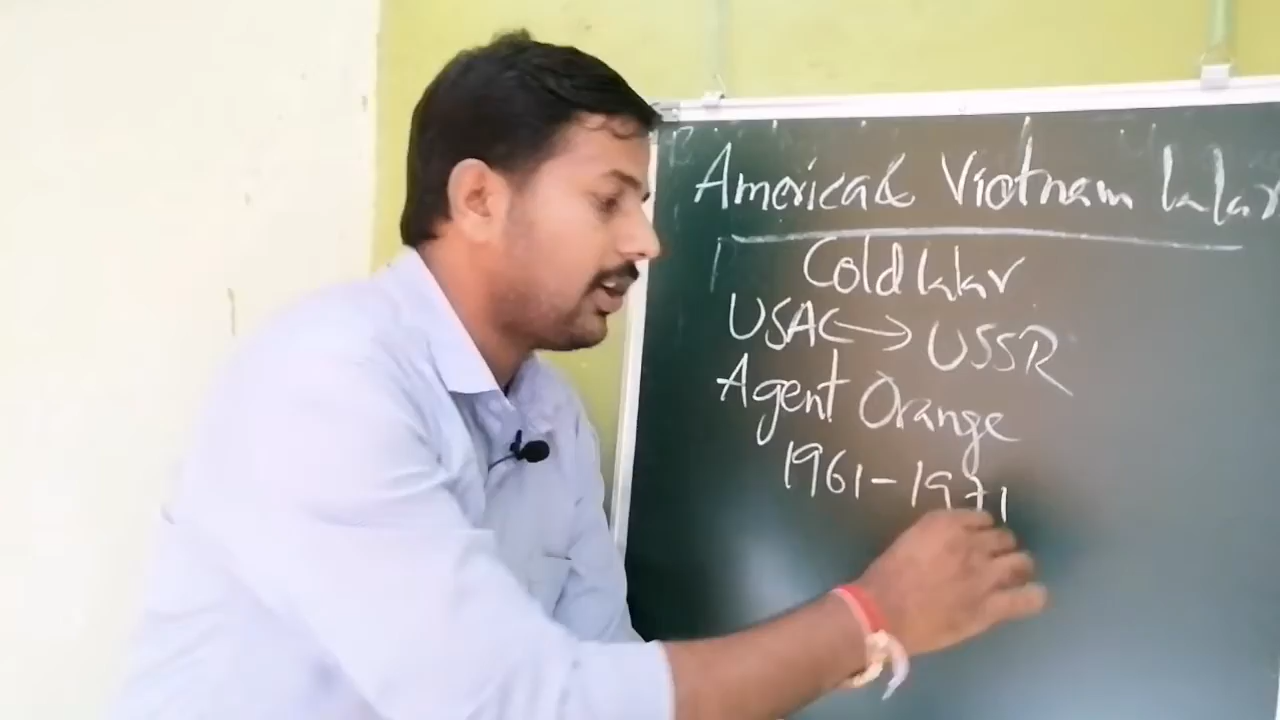 America & Vietnam War
Cold War
USA ↔ USSR
Agent Orange
1961-1971